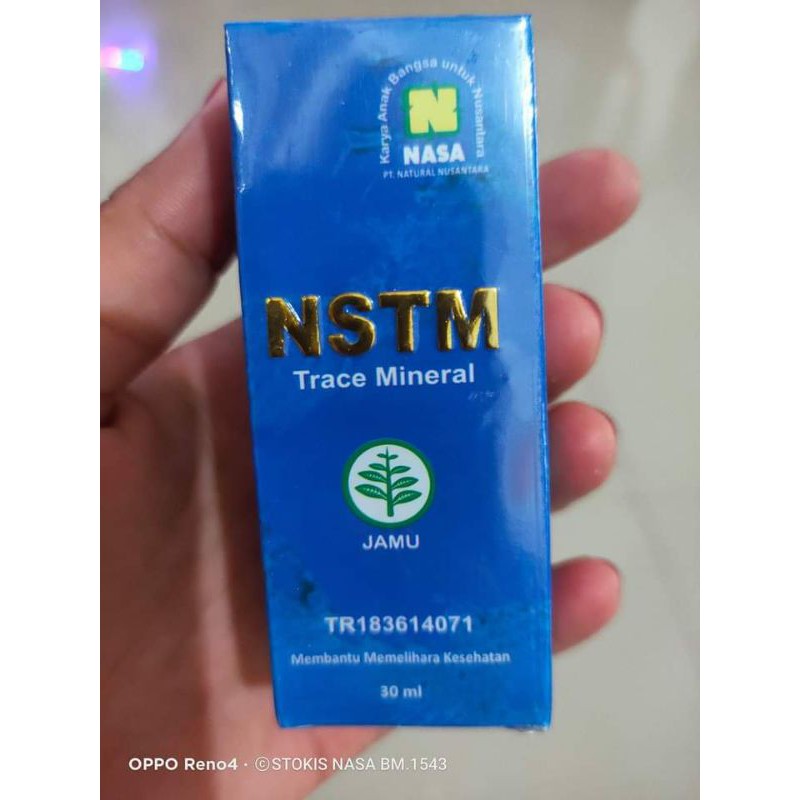 Karya Anak Bangsa untuk Nusantara
N
NASA
PT. NATURAL NUSANTARA
NSTM
Trace Mineral
JAMU
TR183614071
Membantu Memelihara Kesehatan
30 ml
OPPO Reno4 · ©STOKIS NASA BM.1543